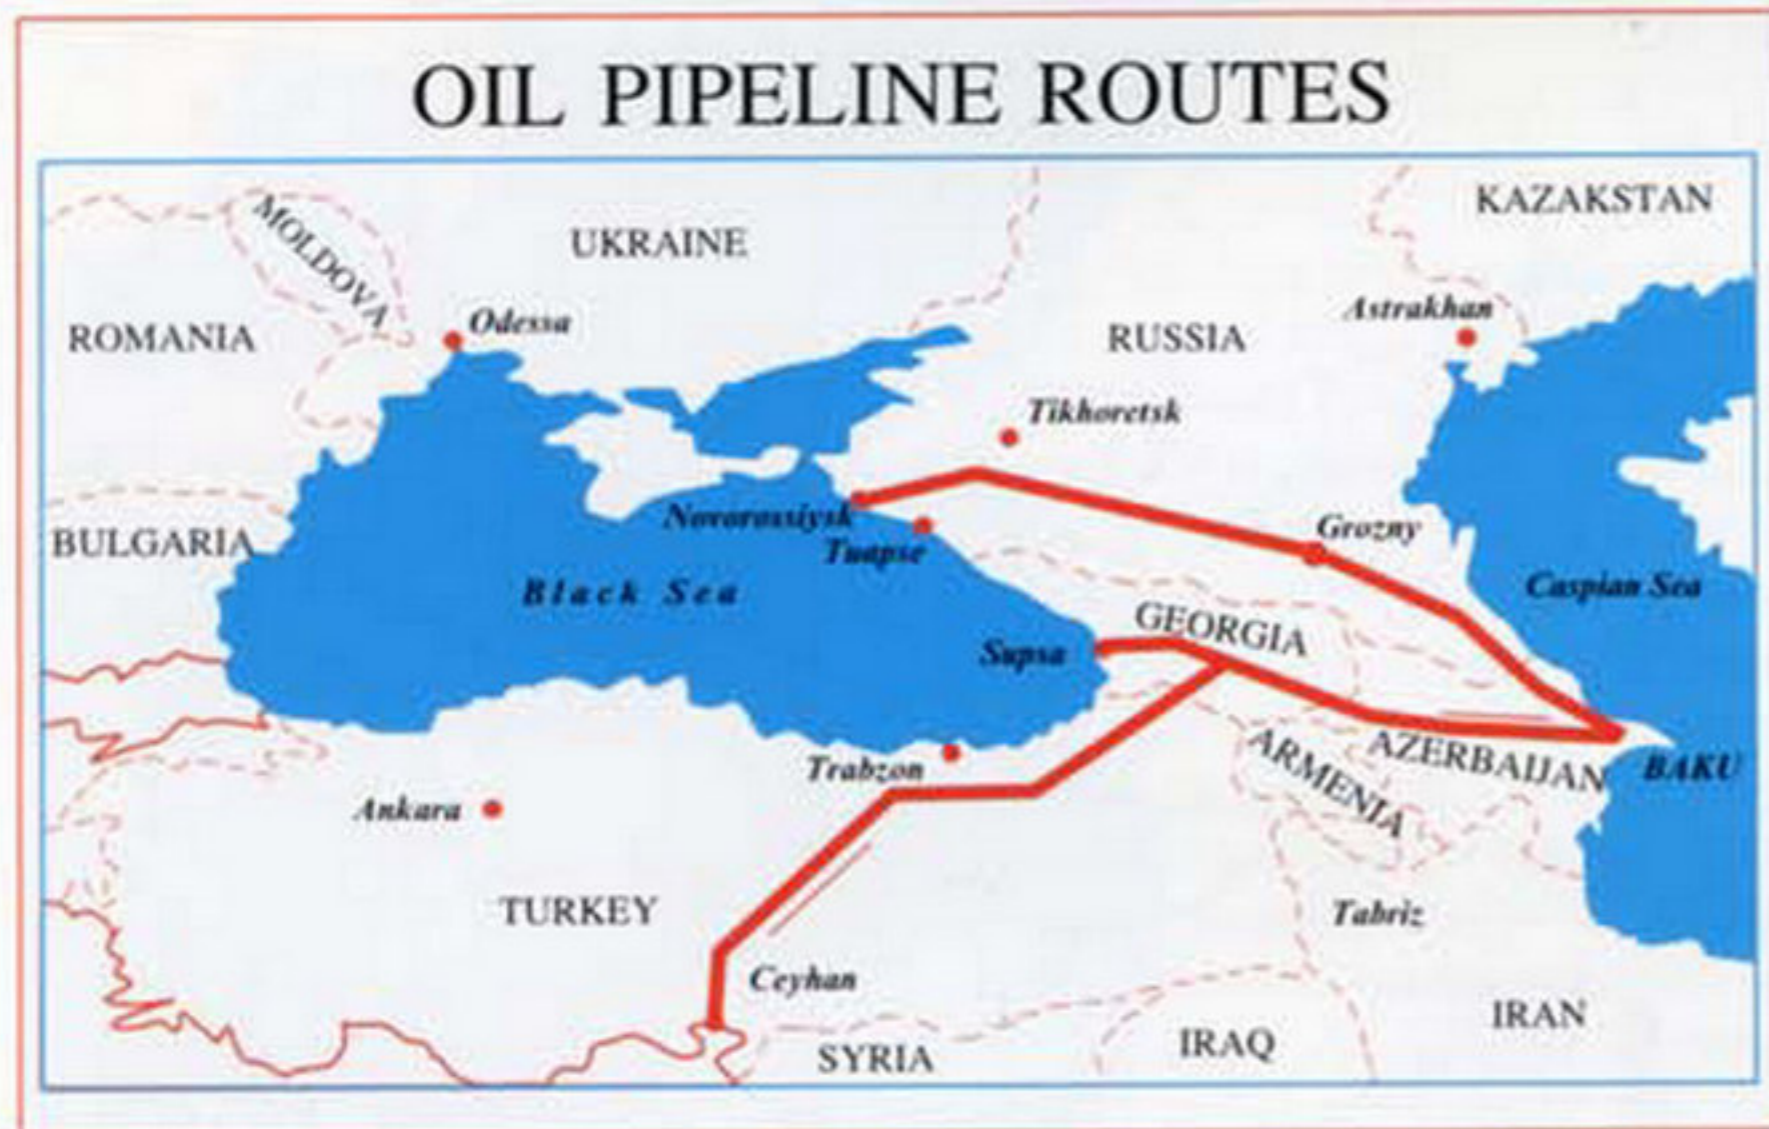 OIL PIPELINE ROUTES
KAZAKSTAN
MOLDOVA
UKRAINE
Astrakhan
Odessa
ROMANIA
RUSSIA
Tikhoretsk
Novorossiysk
Grozny
BULGARIA
Tuapse
Black Sea
Caspian Sea
GEORGIA
Supsa
ARMENIA
AZERBAIJAN
BAKU
Trabzon
Ankara
TURKEY
Tabriz
Ceyhan
IRAN
SYRIA
IRAQ